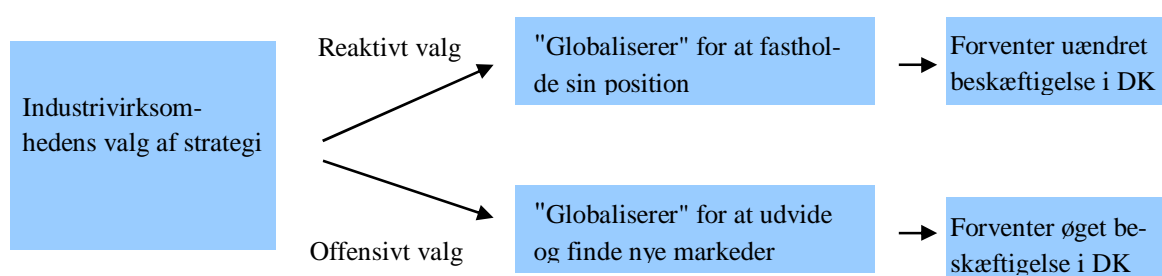 Industrivirksom-
hedens valg af strategi
Reaktivt valg
"Globaliserer" for at fasthol-
de sin position
Forventer uændret
beskæftigelse i DK
Offensivt valg
"Globaliserer" for at udvide
og finde nye markeder
Forventer øget be-
skæftigelse i DK